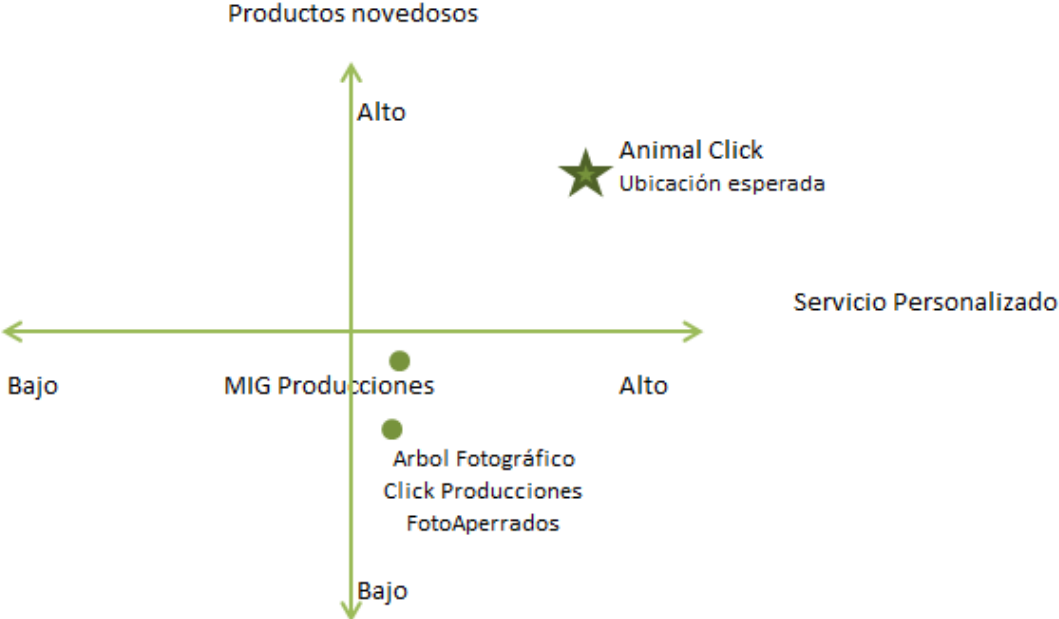 Productos novedosos
Alto
Animal Click
Ubicación esperada
Servicio Personalizado
Bajo
MIG Producciones
Alto
Arbol Fotográfico
Click Producciones
FotoAperrados
Bajo